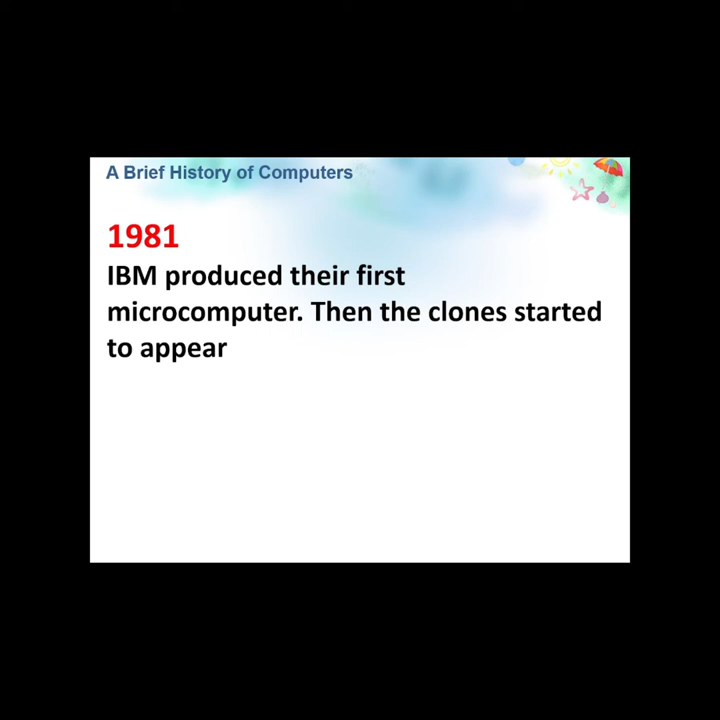 A Brief History of Computers
1981
IBM produced their first
microcomputer. Then the clones started
to appear